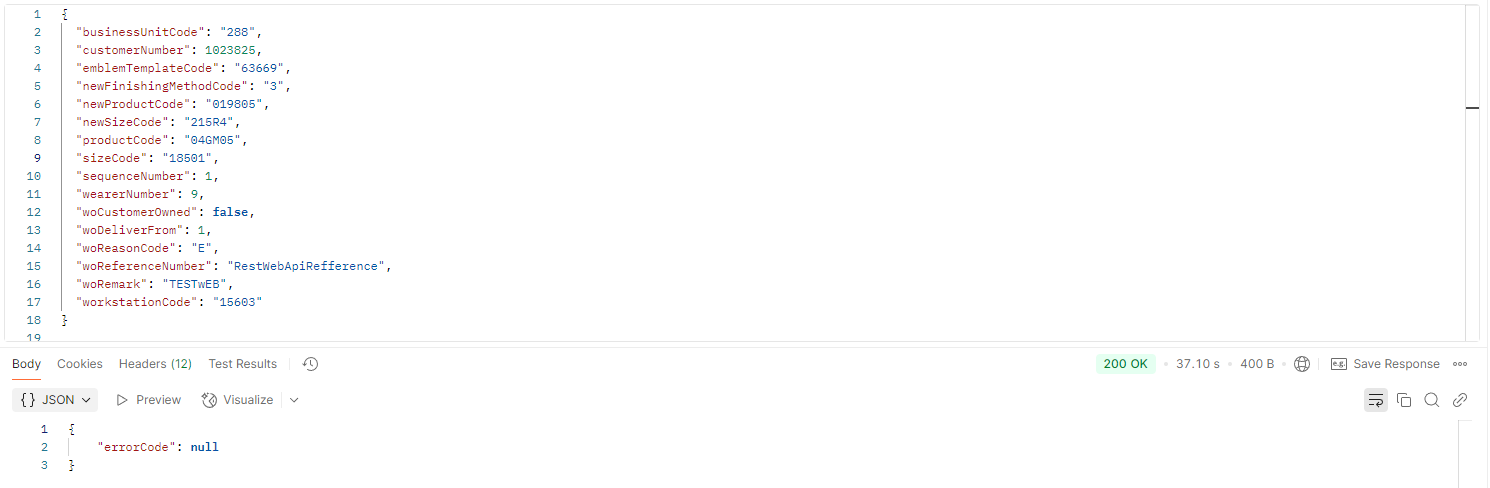 1 {
2 "businessUnitCode": "288",
3 "customerNumber": 1023825,
4 "emblemTemplateCode": "63669",
5 "newFinishingMethodCode": "3",
6 "newProductCode": "019805",
7 "newSizeCode": "215R4",
8 "productCode": "04GM05",
9 "sizeCode": "18501",
10 "sequenceNumber": 1,
11 "wearerNumber": 9,
12 "woCustomerOwned": false,
13 "woDeliverFrom": 1,
14 "woReasonCode": "E",
15 "woReferenceNumber": "RestWebApiRefference",
16 "woRemark": "TESTwEB",
17 "workstationCode": "15603"
18 }
19
Body Cookies Headers (12) Test Results 200 OK • 37.10 s • 400 B • e.g. Save Response
{} JSON Preview Visualize
1 {
2 "errorCode": null
3 }